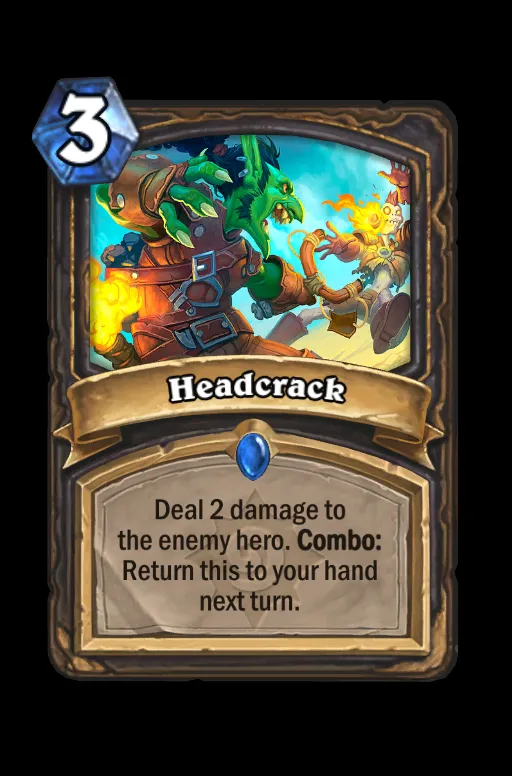 3
Headcrack
Deal 2 damage to
the enemy hero. Combo:
Return this to your hand
next turn.